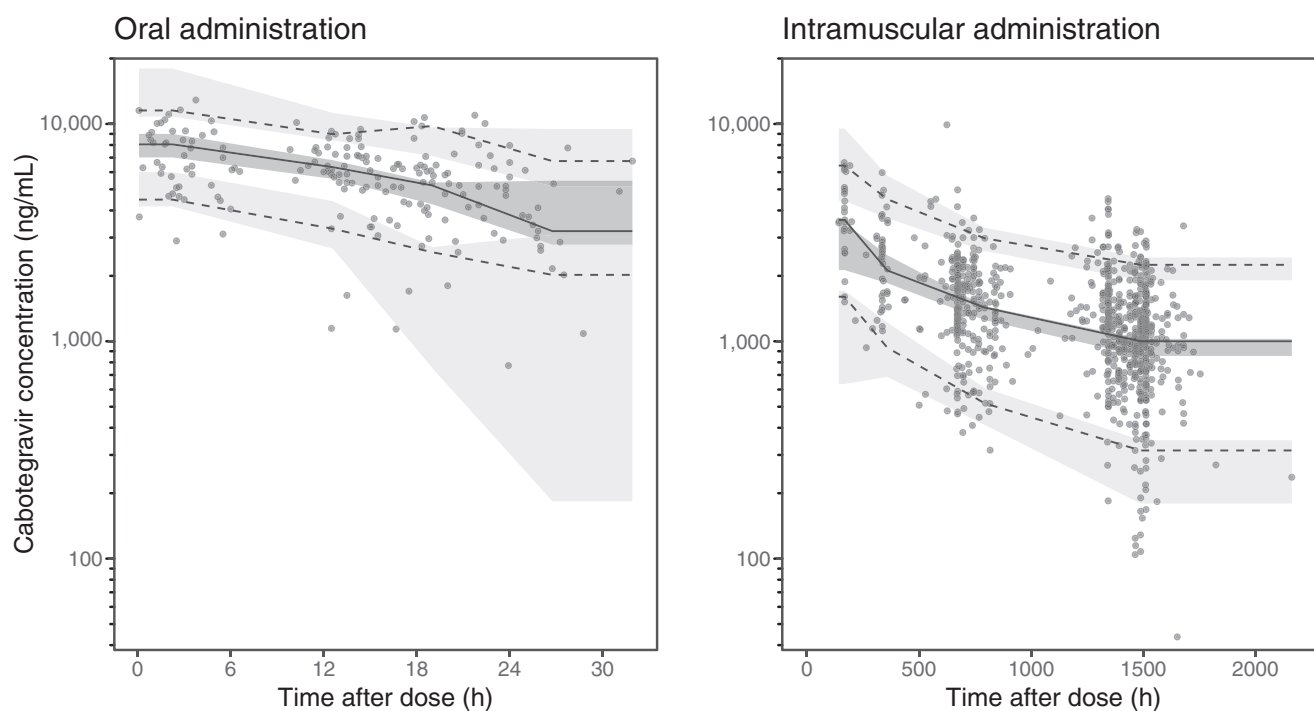 Oral administration
Intramuscular administration
Cabotegravir concentration (ng/mL)
10,000
1,000
100
0 6 12 18 24 30
Time after dose (h)
10,000
1,000
100
0 500 1000 1500 2000
Time after dose (h)